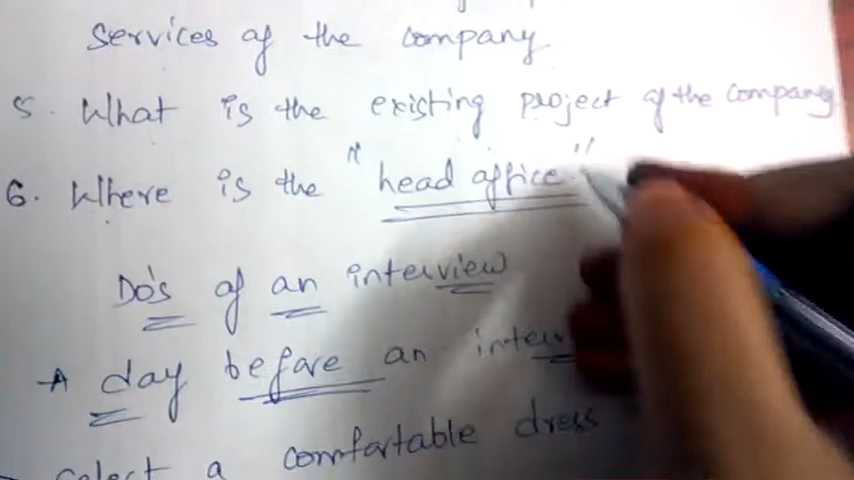 services of the company
5. What is the existing project of the company
6. Where is the "head office"
Do's of an interview
A day before an
select a comfortable dress